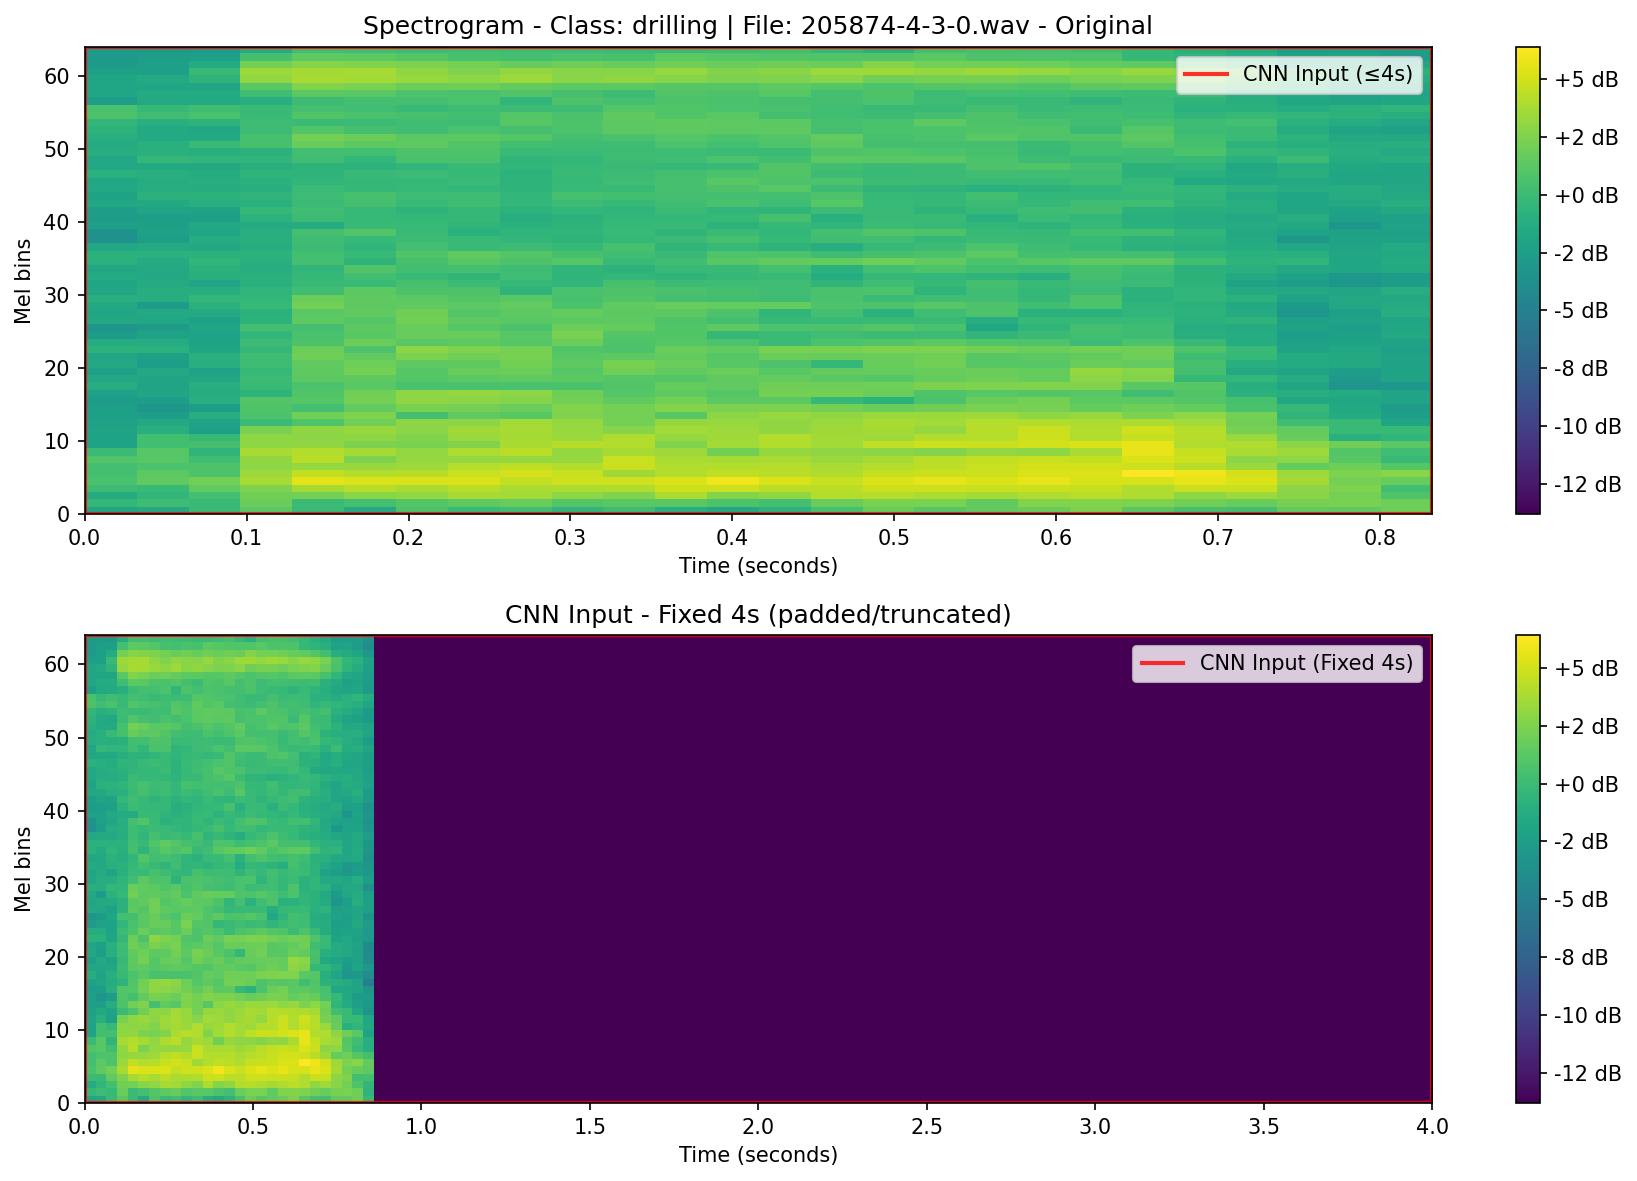 Spectrogram - Class: drilling | File: 205874-4-3-0.wav - Original
CNN Input (≤4s)
60
50
40
30
20
10
0
Mel bins
0.0 0.1 0.2 0.3 0.4 0.5 0.6 0.7 0.8
Time (seconds)
+5 dB
+2 dB
+0 dB
-2 dB
-5 dB
-8 dB
-10 dB
-12 dB
CNN Input - Fixed 4s (padded/truncated)
CNN Input (Fixed 4s)
60
50
40
30
20
10
0
Mel bins
0.0 0.5 1.0 1.5 2.0 2.5 3.0 3.5 4.0
Time (seconds)
+5 dB
+2 dB
+0 dB
-2 dB
-5 dB
-8 dB
-10 dB
-12 dB